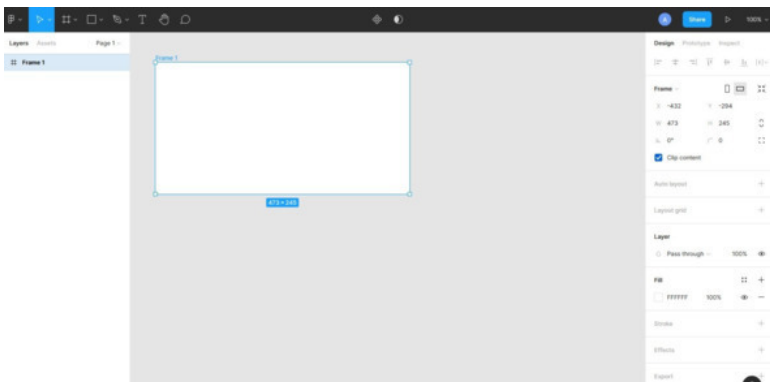 A Share 100%
Layers Assets Page 1
Frame 1
Frame 1
473 × 245
Design Prototype Inspect
Frame
X -432 Y -294
W 473 H 245
0° 0
Clip content
Auto layout
Layout grid
Layer
Pass through 100%
Fill
FFFFFF 100%
Stroke
Effects
Export